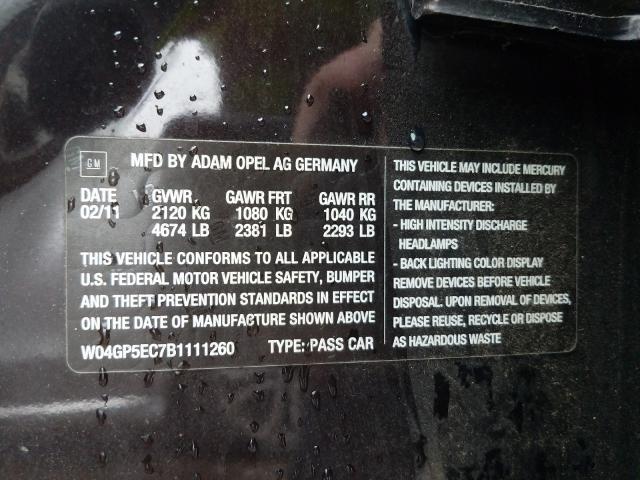 GM
MFD BY ADAM OPEL AG GERMANY
DATE GVWR GAWR FRT GAWR RR
02/11 2120 KG 1080 KG 1040 KG
4674 LB 2381 LB 2293 LB
THIS VEHICLE CONFORMS TO ALL APPLICABLE
U.S. FEDERAL MOTOR VEHICLE SAFETY, BUMPER
AND THEFT PREVENTION STANDARDS IN EFFECT
ON THE DATE OF MANUFACTURE SHOWN ABOVE
W04GP5EC7B1111260 TYPE: PASS CAR
THIS VEHICLE MAY INCLUDE MERCURY
CONTAINING DEVICES INSTALLED BY
THE MANUFACTURER:
- HIGH INTENSITY DISCHARGE
HEADLAMPS
- BACK LIGHTING COLOR DISPLAY
REMOVE DEVICES BEFORE VEHICLE
DISPOSAL. UPON REMOVAL OF DEVICES,
PLEASE REUSE, RECYCLE OR DISPOSE
AS HAZARDOUS WASTE